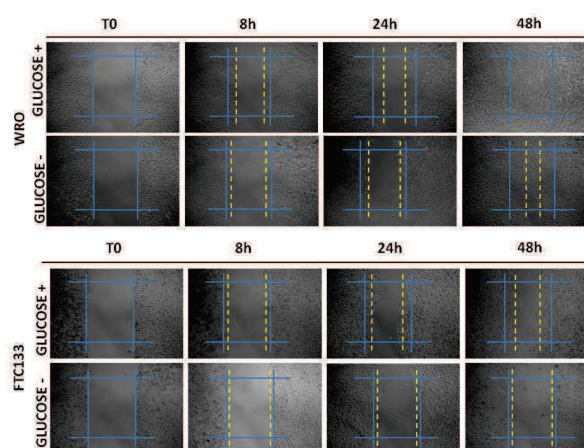 T0 8h 24h 48h
WRO
GLUCOSE +
GLUCOSE -
T0 8h 24h 48h
FTC133
GLUCOSE +
GLUCOSE -